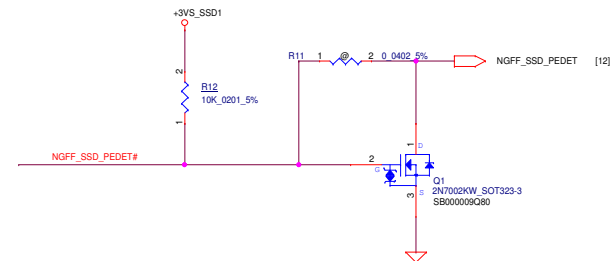 +3VS_SSD1
R11 1 @ 2 0_0402_5%
NGFF_SSD_PEDET [12]
2
R12
10K_0201_5%
1
1 D
NGFF_SSD_PEDET#
2
G
Q1
2N7002KW_SOT323-3
3 S
SB000009Q80